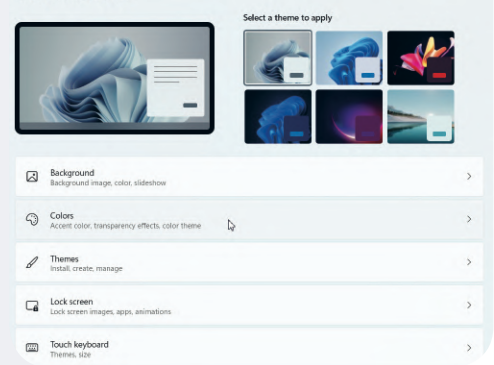 Select a theme to apply
Background
Background image, color, slideshow
Colors
Accent color, transparency effects, color theme
Themes
Install, create, manage
Lock screen
Lock screen images, apps, animations
Touch keyboard
Themes, size